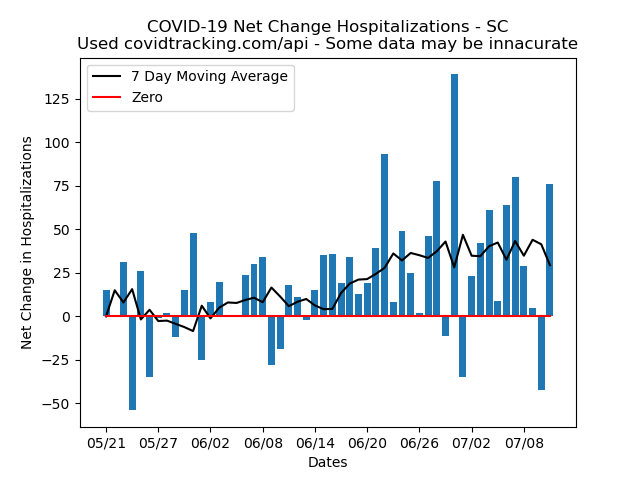 COVID-19 Net Change Hospitalizations - SC
Used covidtracking.com/api - Some data may be innacurate
7 Day Moving Average
Zero
Net Change in Hospitalizations
125
100
75
50
25
0
−25
−50
05/21 05/27 06/02 06/08 06/14 06/20 06/26 07/02 07/08
Dates